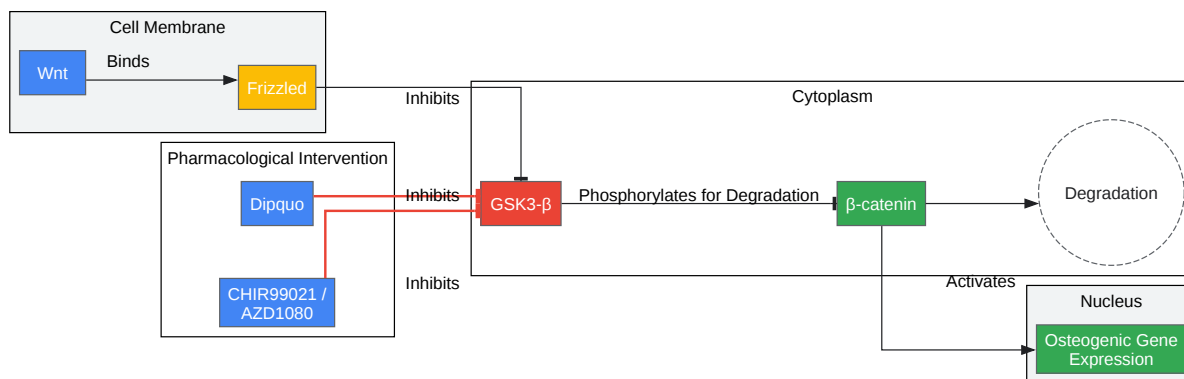 Cell Membrane
Wnt
Binds
Frizzled
Inhibits
Cytoplasm
Pharmacological Intervention
Dipquo
Inhibits
GSK3-β
Phosphorylates for Degradation
β-catenin
Degradation
CHIR99021 /
AZD1080
Inhibits
Activates
Nucleus
Osteogenic Gene
Expression